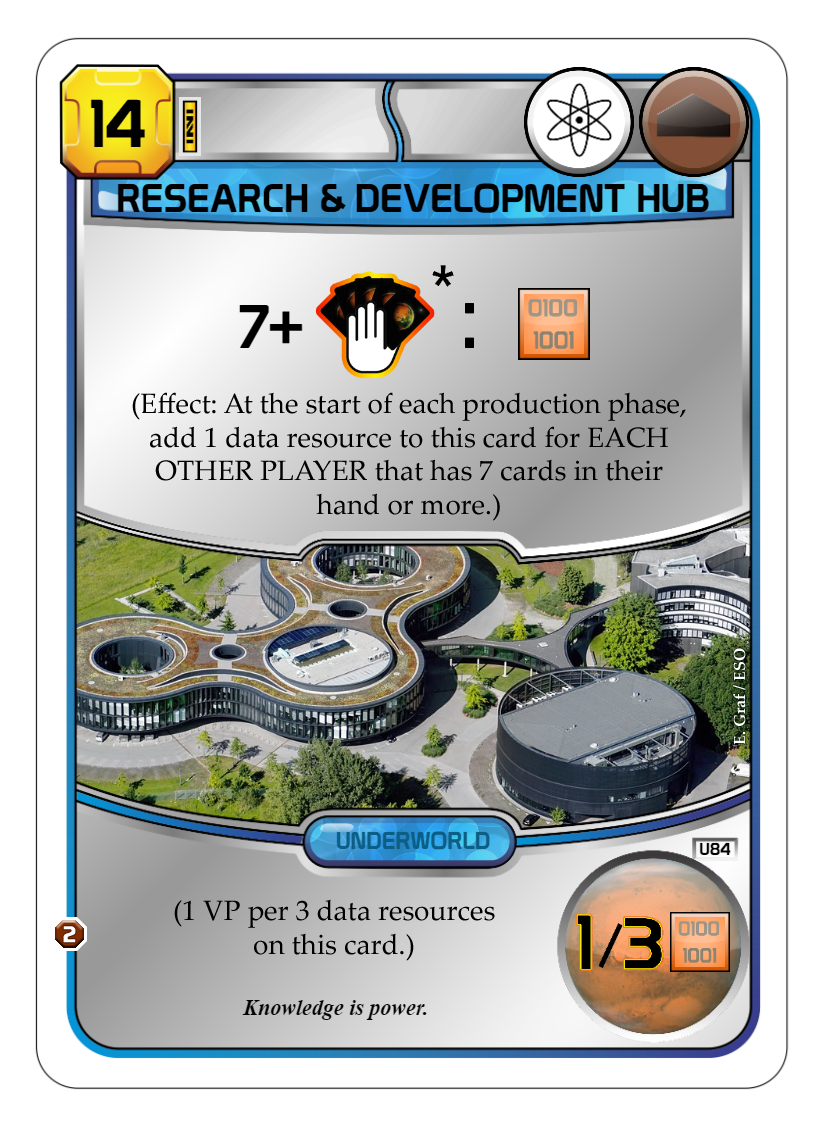 14
RESEARCH & DEVELOPMENT HUB
7+ * : 0100
1001
(Effect: At the start of each production phase,
add 1 data resource to this card for EACH
OTHER PLAYER that has 7 cards in their
hand or more.)
E. Graf / ESO
UNDERWORLD
U84
(1 VP per 3 data resources
on this card.)
1/3 0100
1001
2
Knowledge is power.